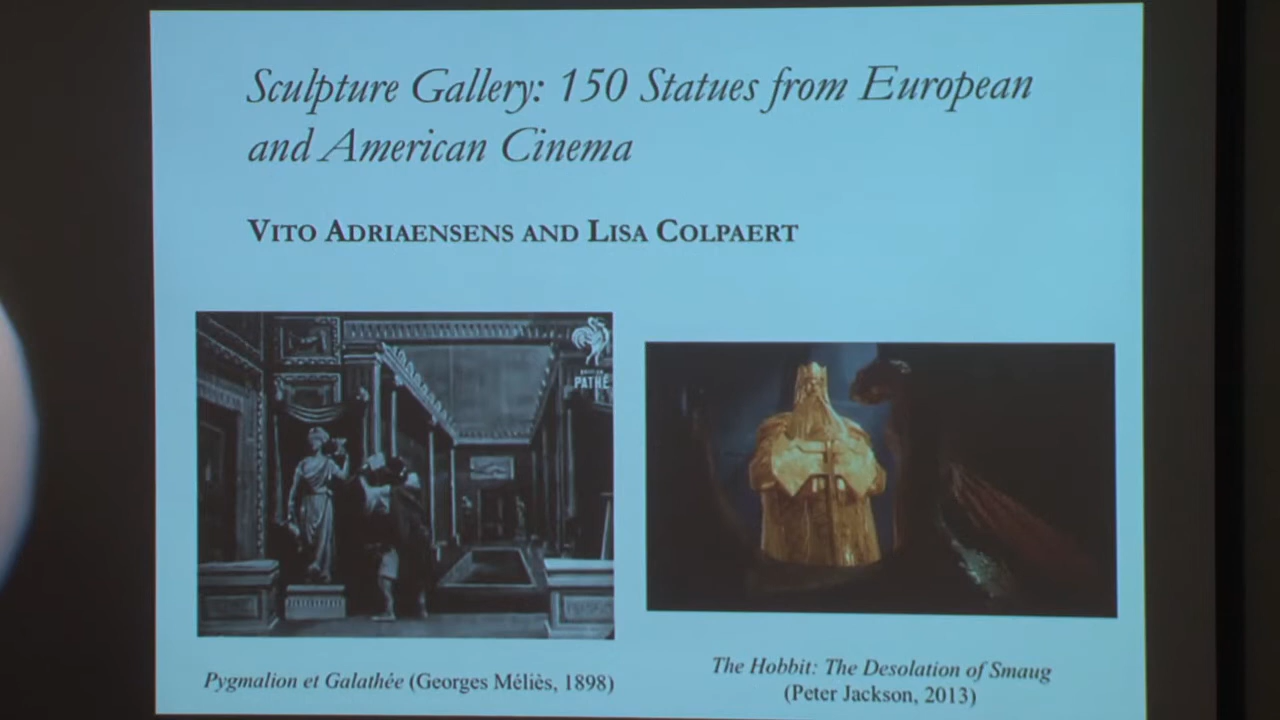 Sculpture Gallery: 150 Statues from European
and American Cinema
VITO ADRIAENSENS AND LISA COLPAERT
BRITISH
PATHÉ
Pygmalion et Galathée (Georges Méliès, 1898)
The Hobbit: The Desolation of Smaug
(Peter Jackson, 2013)